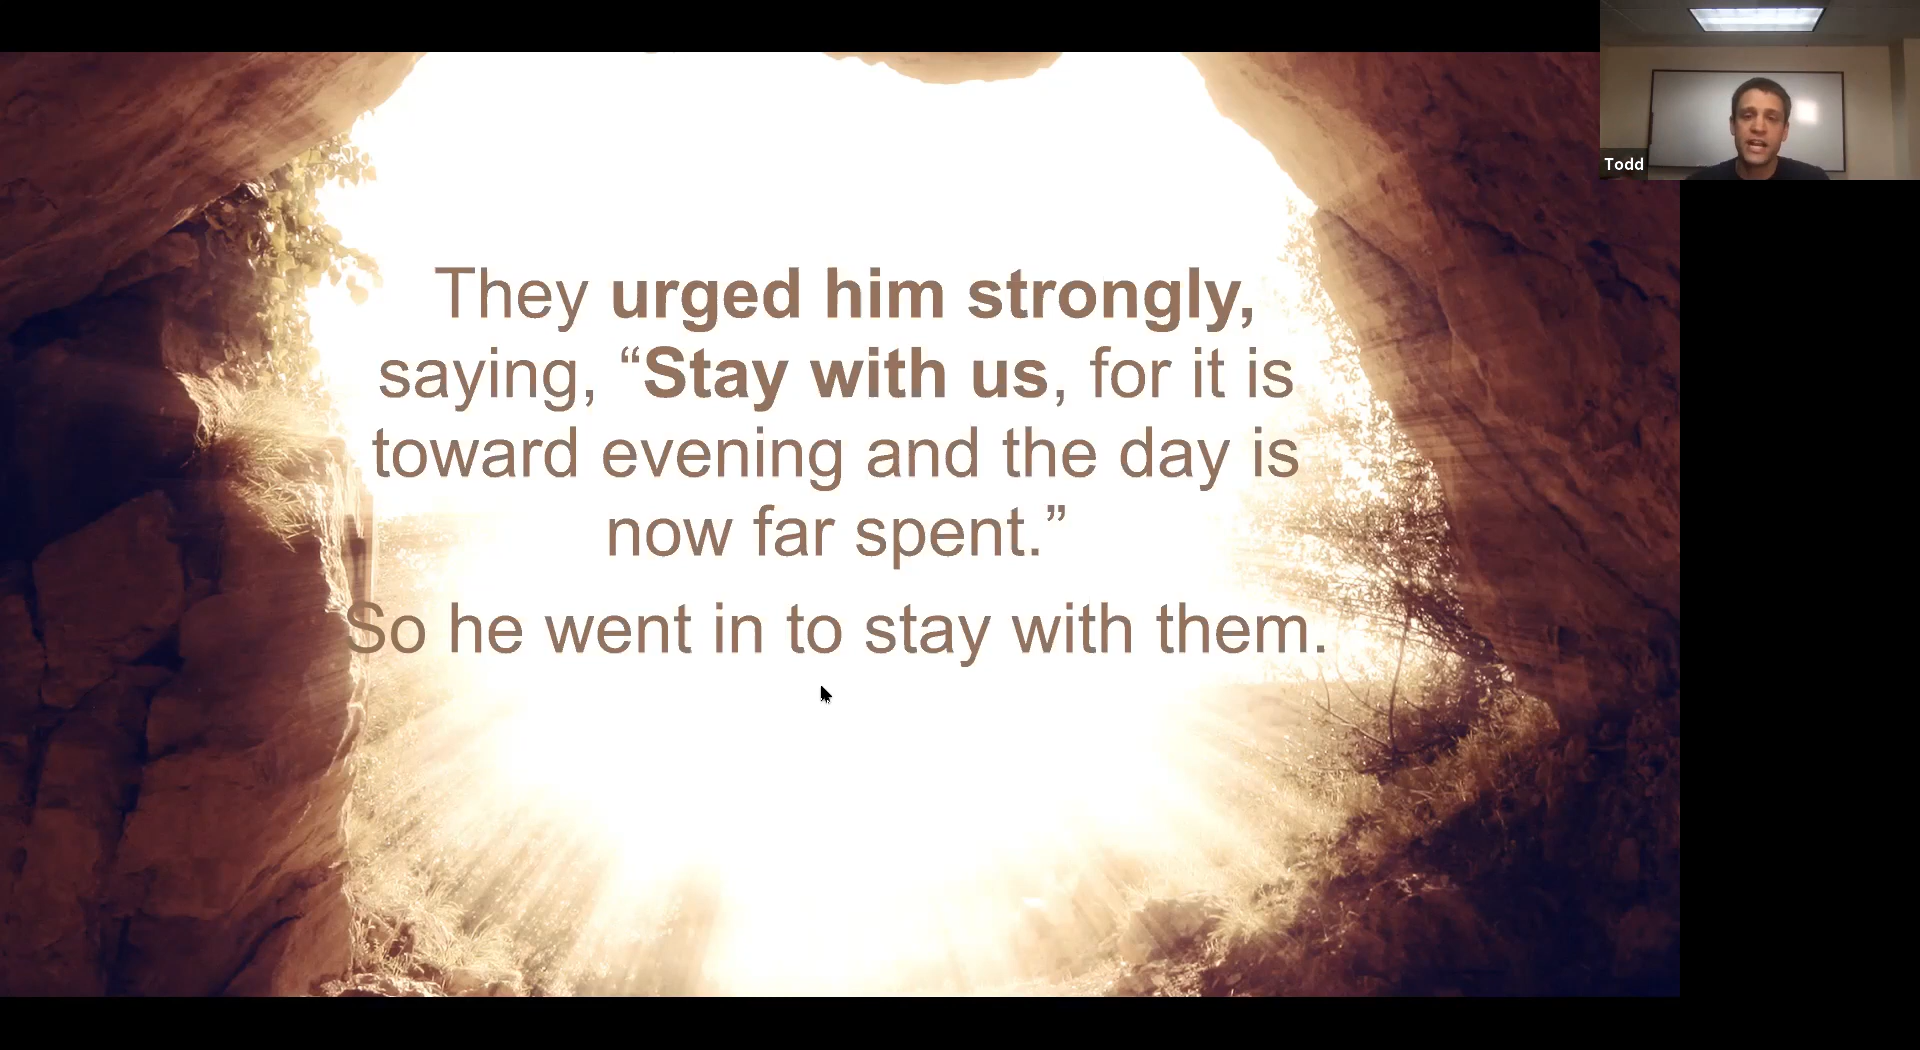 They urged him strongly,
saying, “Stay with us, for it is
toward evening and the day is
now far spent.”
So he went in to stay with them.
Todd